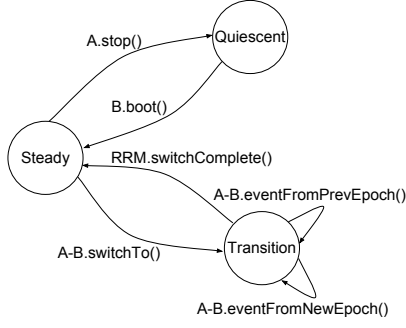 Quiescent
A.stop()
B.boot()
Steady
RRM.switchComplete()
A-B.eventFromPrevEpoch()
A-B.switchTo()
Transition
A-B.eventFromNewEpoch()